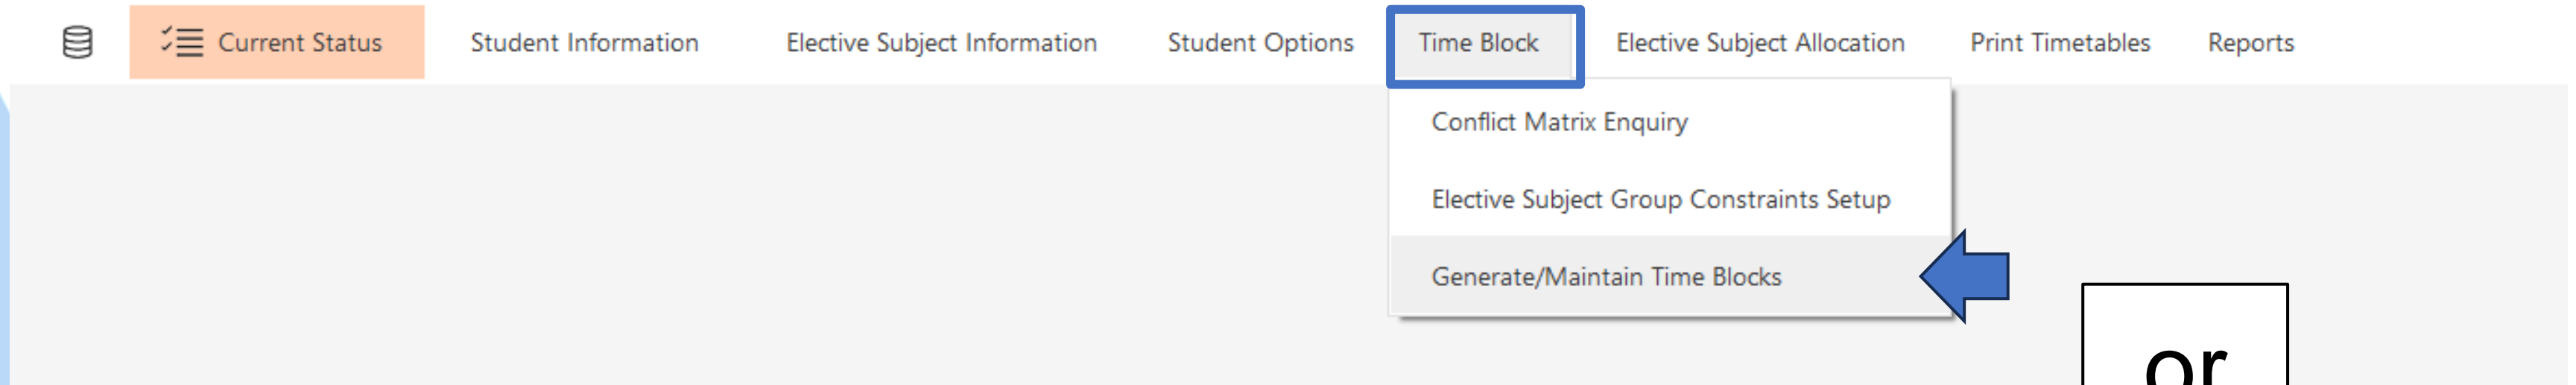 Current Status Student Information Elective Subject Information Student Options Time Block Elective Subject Allocation Print Timetables Reports
Conflict Matrix Enquiry
Elective Subject Group Constraints Setup
Generate/Maintain Time Blocks
or